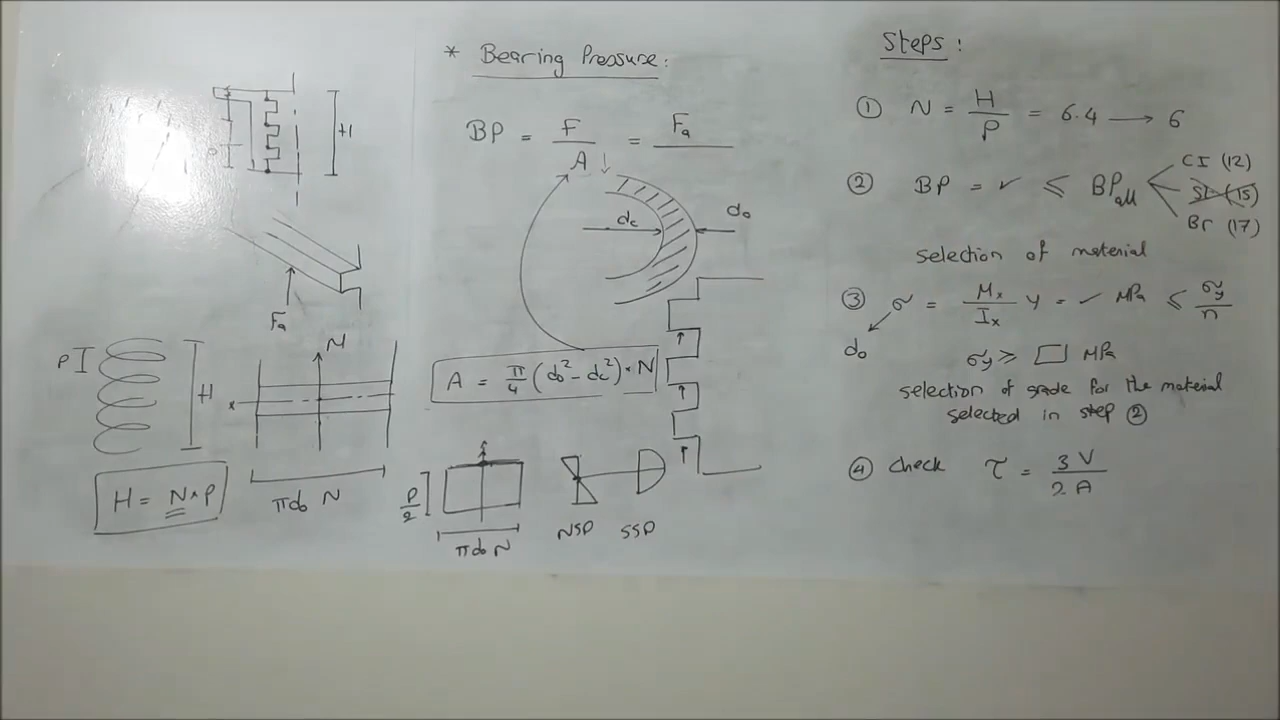 * Bearing Pressure:
BP = F / A = Fa
dc
do
A = π/4 (do² - dc²) * N
H
Fa
P
H
x
H = N * P
πdo N
P/2
πdo N
NSP
SSP
Steps:
① N = H/P = 6.4 → 6
② BP = ✓ ≤ BPall
CI (12)
St (15)
Br (17)
selection of material
③ σ = Mx/Ix y = ✓ MPa ≤ σy/n
do
σy ≥ □ MPa
selection of grade for the material
selected in step ②
④ check τ = 3V/2A